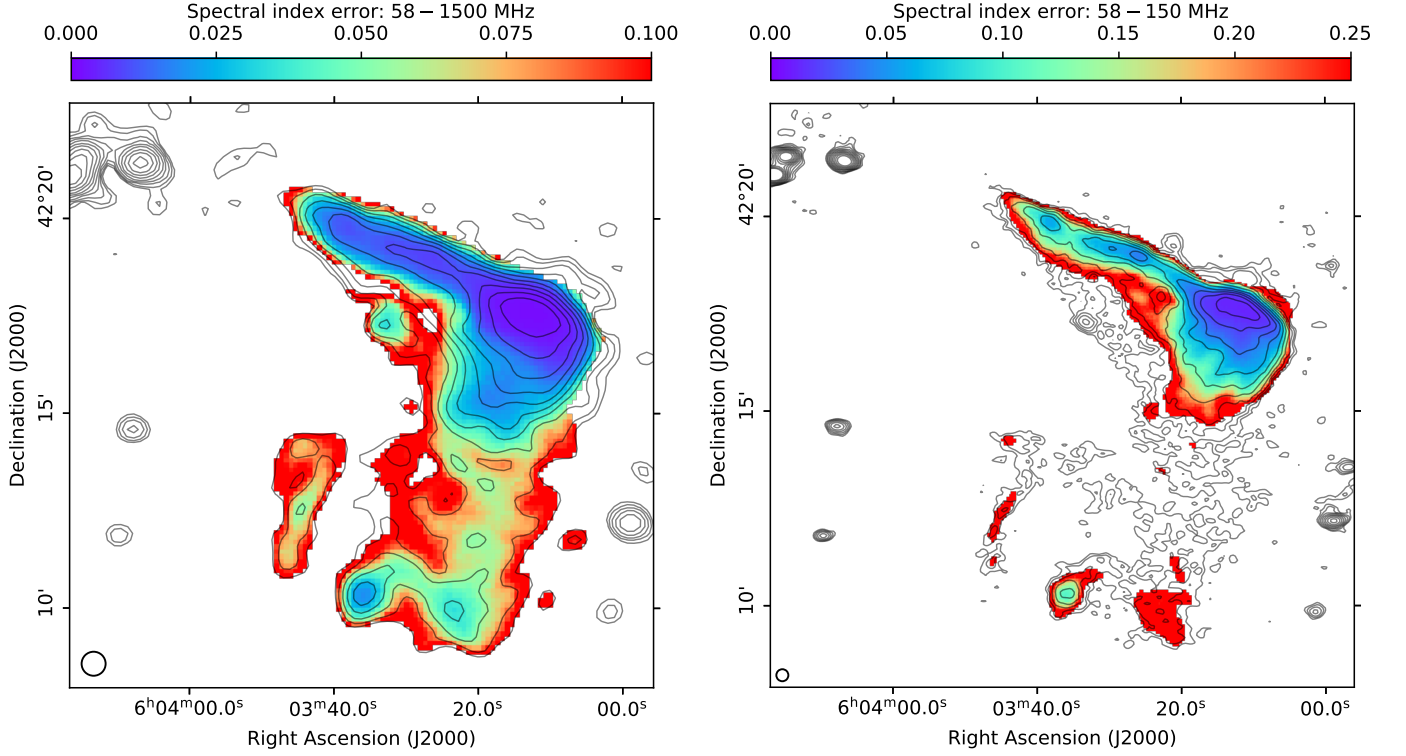 Spectral index error: 58 − 1500 MHz
0.000 0.025 0.050 0.075 0.100
42°20'
15'
10'
Declination (J2000)
6ʰ04ᵐ00.0ˢ 03ᵐ40.0ˢ 20.0ˢ 00.0ˢ
Right Ascension (J2000)
Spectral index error: 58 − 150 MHz
0.00 0.05 0.10 0.15 0.20 0.25
42°20'
15'
10'
Declination (J2000)
6ʰ04ᵐ00.0ˢ 03ᵐ40.0ˢ 20.0ˢ 00.0ˢ
Right Ascension (J2000)